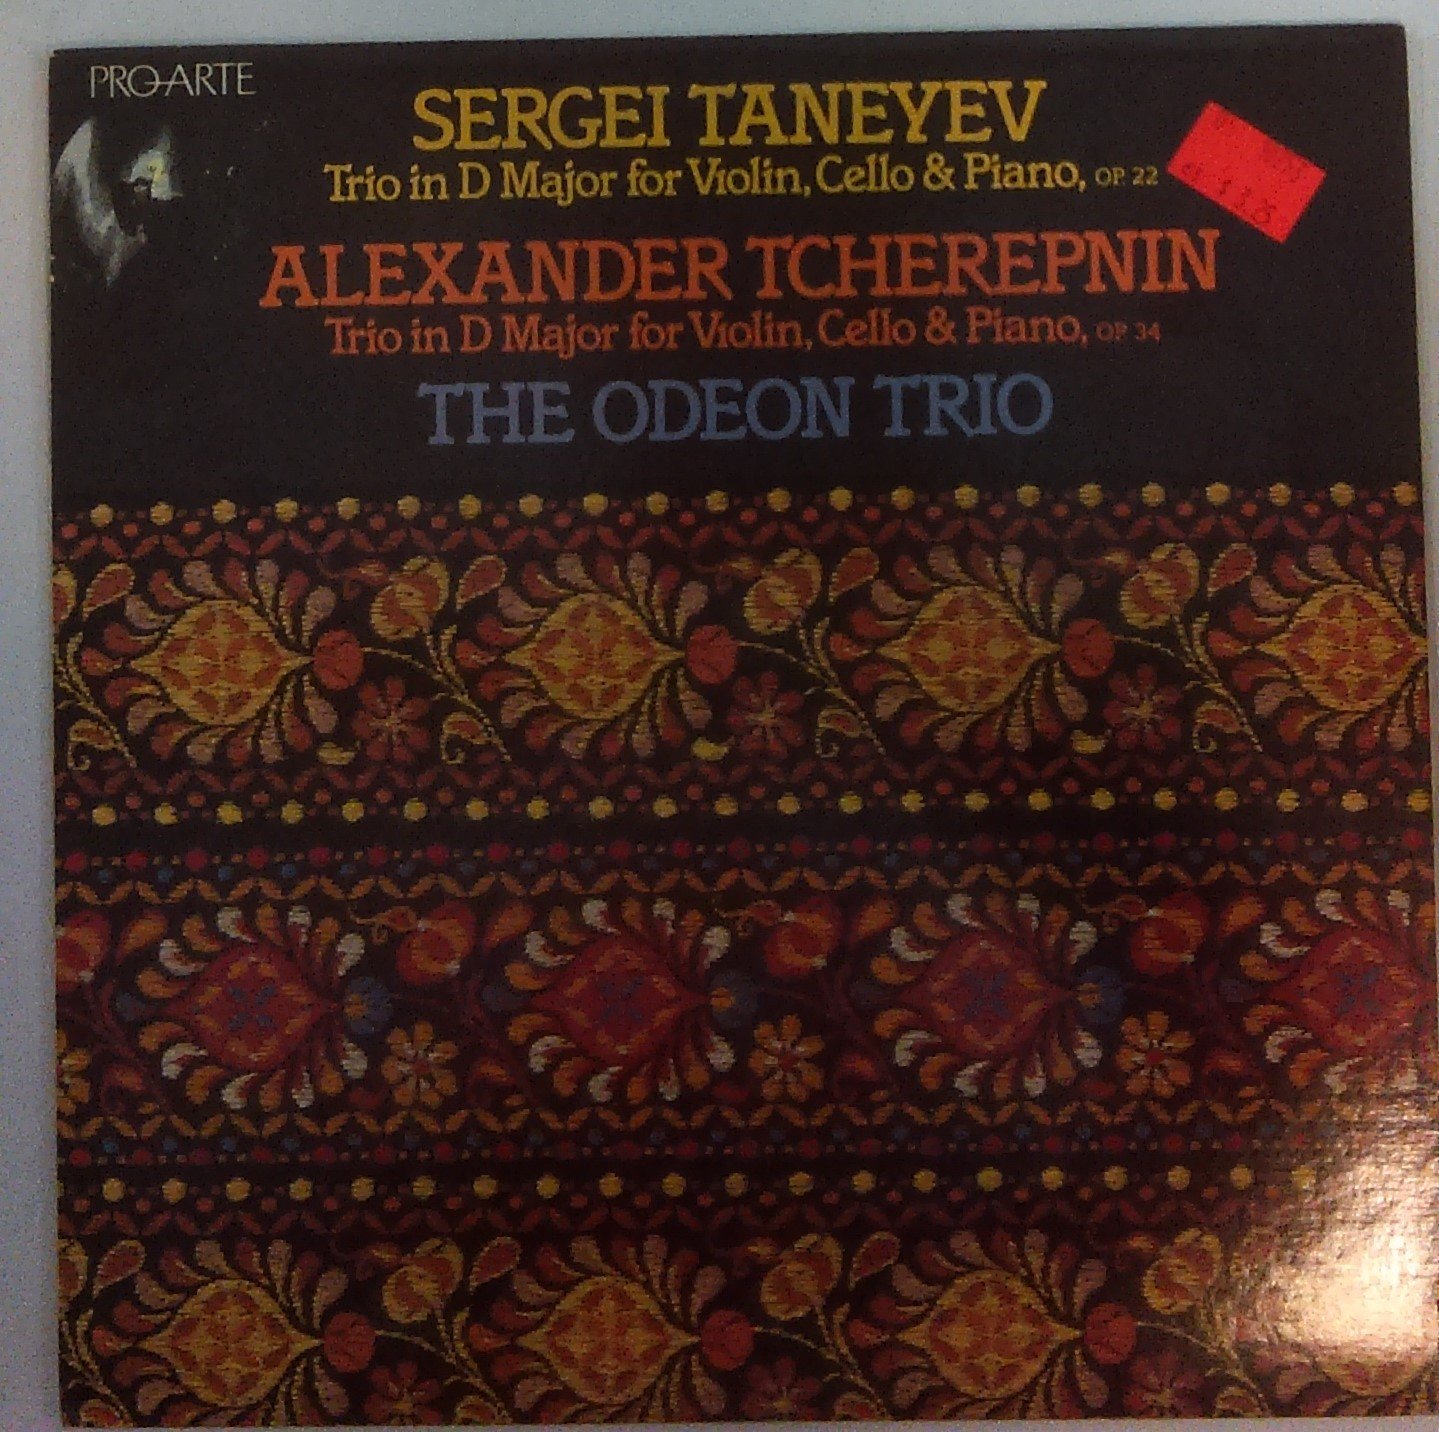 PRO-ARTE
SERGEI TANEYEV
Trio in D Major for Violin, Cello & Piano, OP. 22
ALEXANDER TCHEREPNIN
Trio in D Major for Violin, Cello & Piano, OP. 34
THE ODEON TRIO